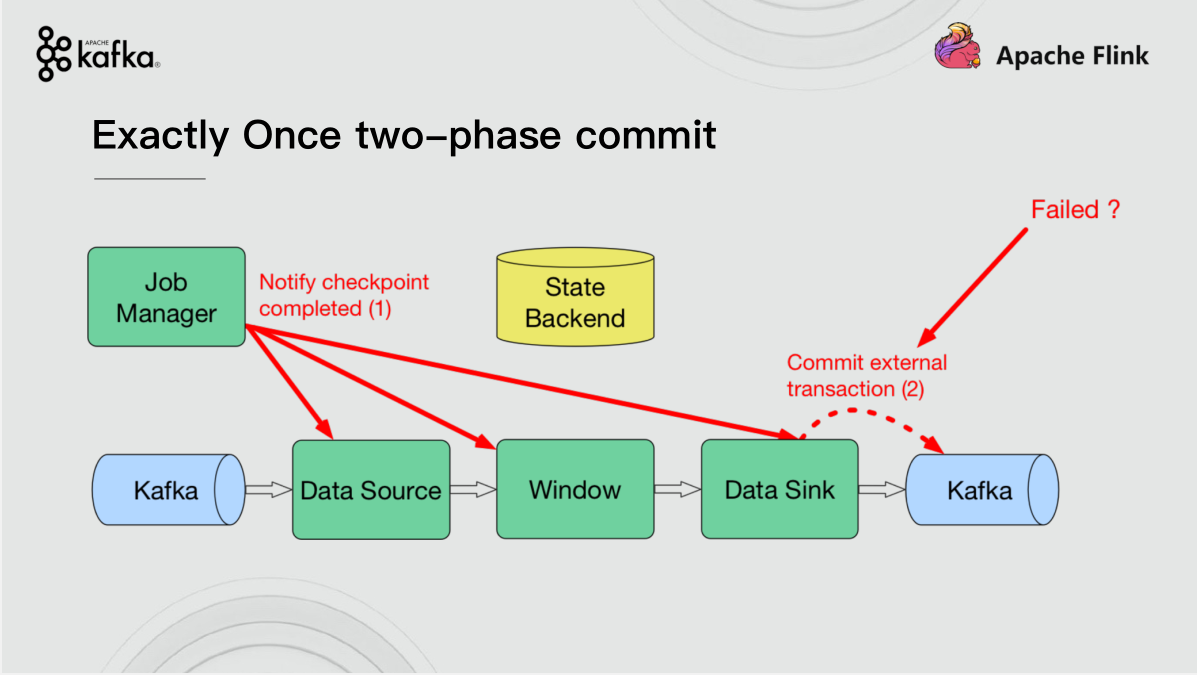 APACHE
kafka®
Apache Flink
Exactly Once two-phase commit
Failed ?
Job
Manager
Notify checkpoint
completed (1)
State
Backend
Commit external
transaction (2)
Kafka
Data Source
Window
Data Sink
Kafka